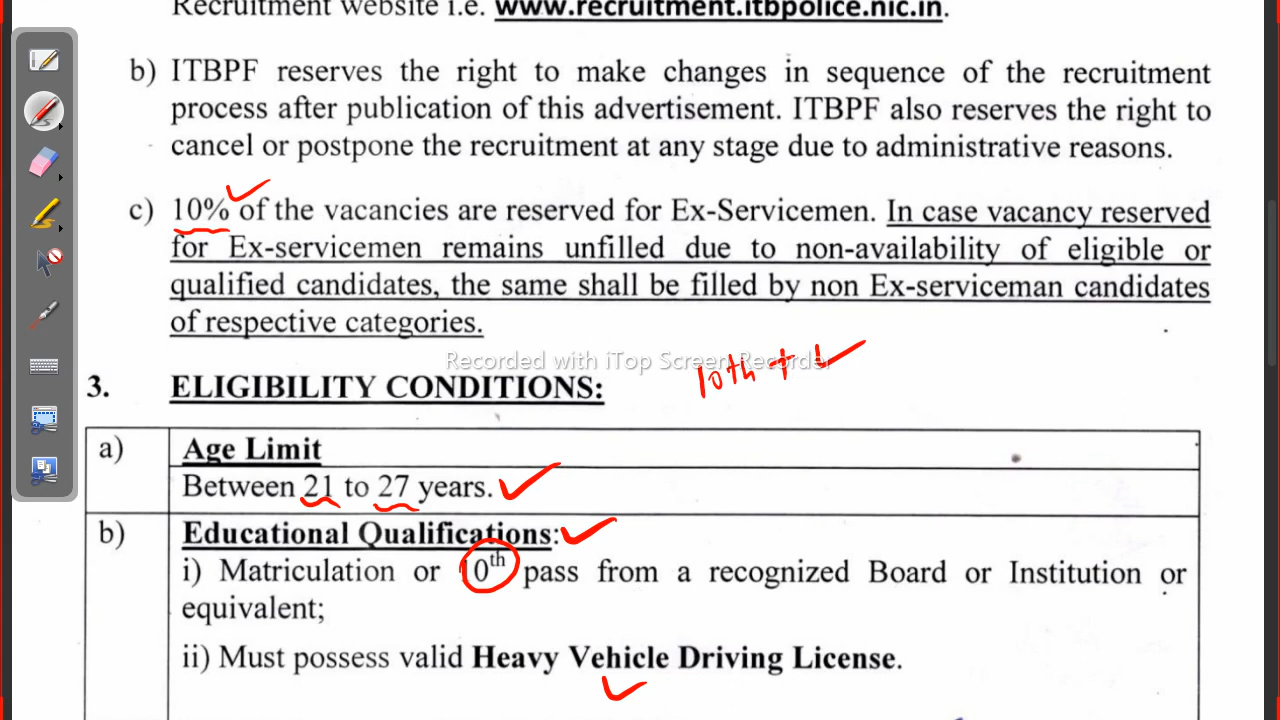 Recruitment website i.e. www.recruitment.itbpolice.nic.in.
b) ITBPF reserves the right to make changes in sequence of the recruitment
process after publication of this advertisement. ITBPF also reserves the right to
cancel or postpone the recruitment at any stage due to administrative reasons.
c) 10% of the vacancies are reserved for Ex-Servicemen. In case vacancy reserved
for Ex-servicemen remains unfilled due to non-availability of eligible or
qualified candidates, the same shall be filled by non Ex-serviceman candidates
of respective categories.
Recorded with iTop Screen Recorder
10th +
3. ELIGIBILITY CONDITIONS:
a) Age Limit
Between 21 to 27 years.
b) Educational Qualifications:
i) Matriculation or 10th pass from a recognized Board or Institution or
equivalent;
ii) Must possess valid Heavy Vehicle Driving License.